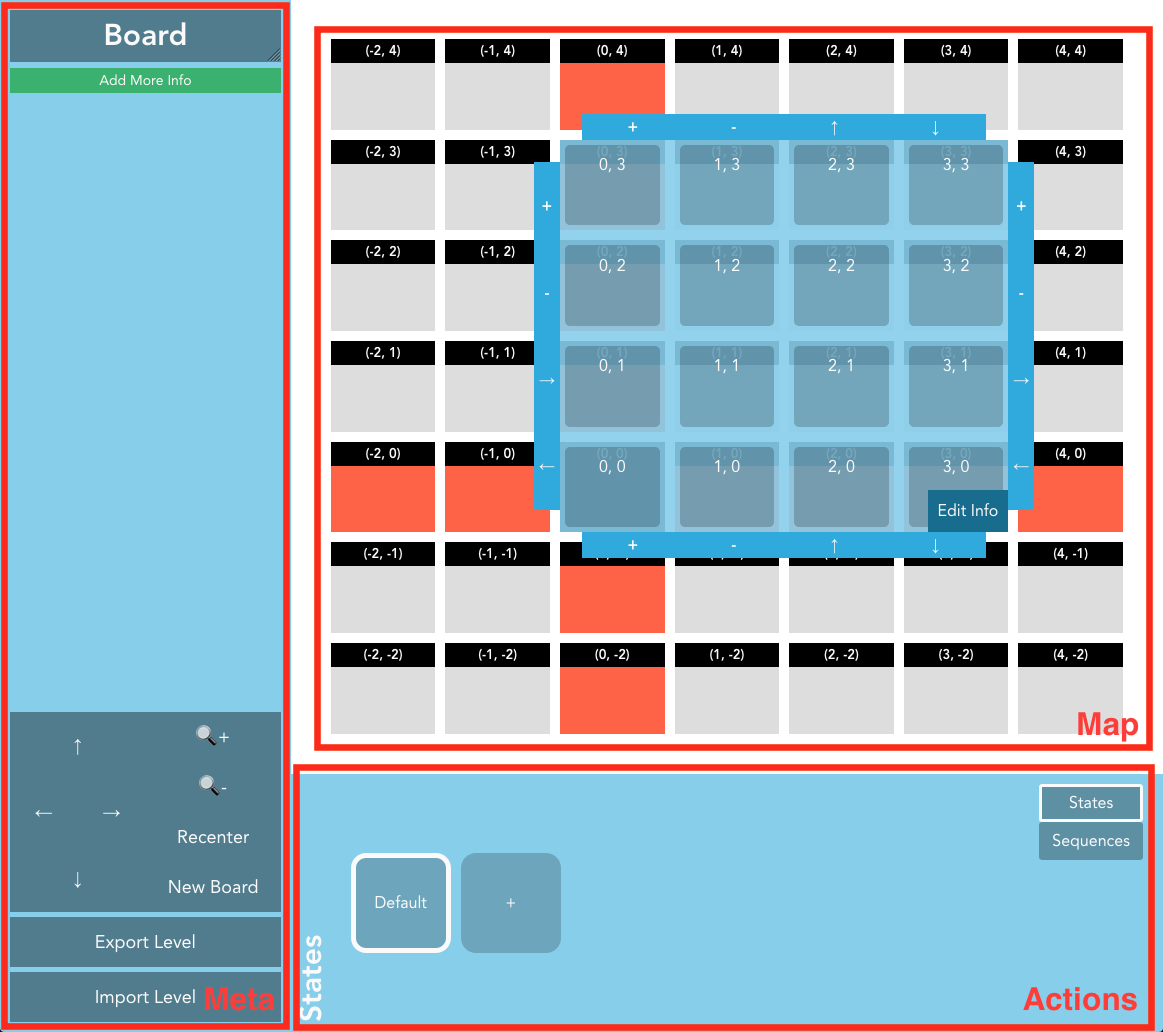 Board
Add More Info
↑ 🔍+
🔍-
← →
Recenter
↓ New Board
Export Level
Import Level Meta
(-2, 4) (-1, 4) (0, 4) (1, 4) (2, 4) (3, 4) (4, 4)
+ - ↑ ↓
(-2, 3) (-1, 3) (0, 3) (1, 3) (2, 3) (3, 3) (4, 3)
0, 3 1, 3 2, 3 3, 3
+ +
(-2, 2) (-1, 2) (0, 2) (1, 2) (2, 2) (3, 2) (4, 2)
0, 2 1, 2 2, 2 3, 2
- -
(-2, 1) (-1, 1) (0, 1) (1, 1) (2, 1) (3, 1) (4, 1)
0, 1 1, 1 2, 1 3, 1
→ →
(-2, 0) (-1, 0) (0, 0) (1, 0) (2, 0) (3, 0) (4, 0)
← 0, 0 1, 0 2, 0 3, 0 ←
Edit Info
+ - ↑ ↓
(-2, -1) (-1, -1) (4, -1)
(-2, -2) (-1, -2) (0, -2) (1, -2) (2, -2) (3, -2) (4, -2)
Map
States
Sequences
Default +
States
Actions